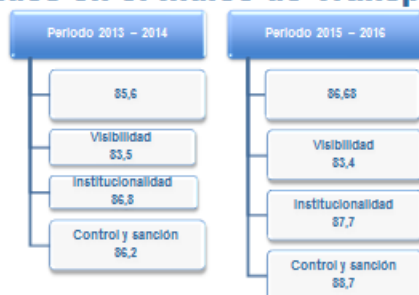 Periodo 2013 – 2014
85,6
Visibilidad
83,5
Institucionalidad
86,8
Control y sanción
86,2
Periodo 2015 – 2016
86,68
Visibilidad
83,4
Institucionalidad
87,7
Control y sanción
88,7